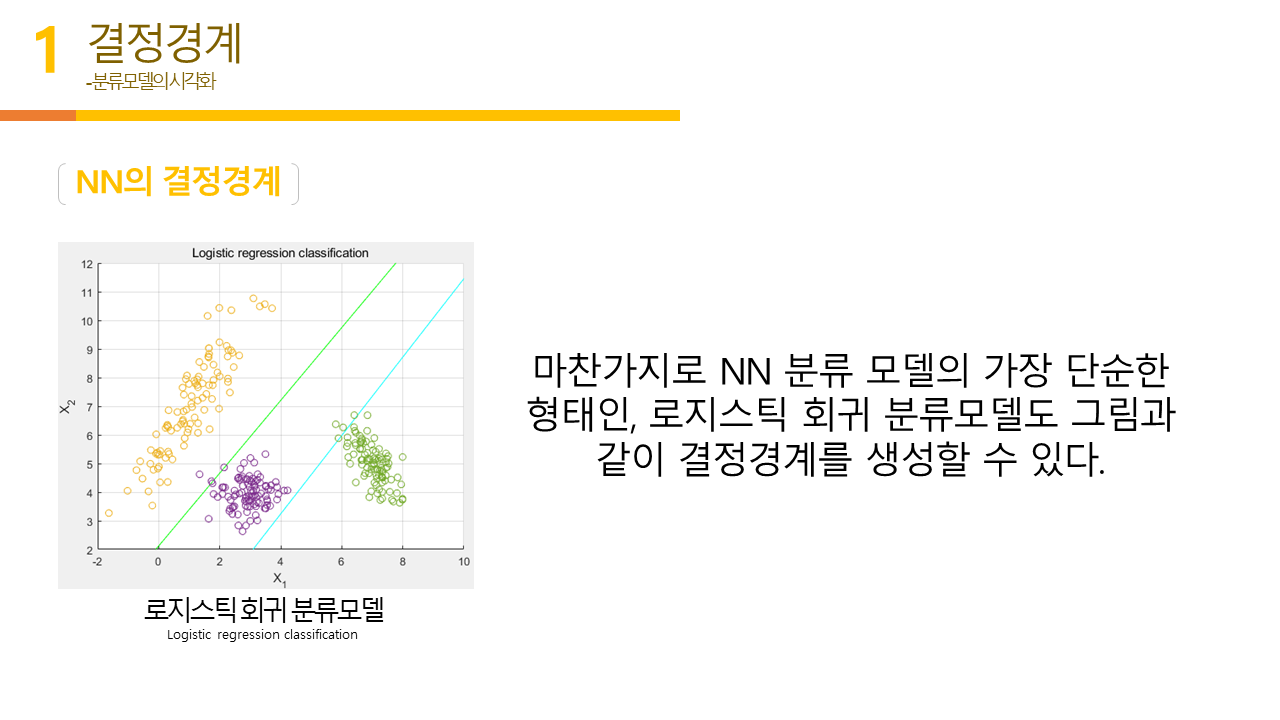 1
결정경계
-분류모델의시각화
NN의 결정경계
Logistic regression classification
12
11
10
9
8
7
6
5
4
3
2
X2
-2 0 2 4 6 8 10
X1
로지스틱 회귀 분류모델
Logistic regression classification
마찬가지로 NN 분류 모델의 가장 단순한
형태인, 로지스틱 회귀 분류모델도 그림과
같이 결정경계를 생성할 수 있다.